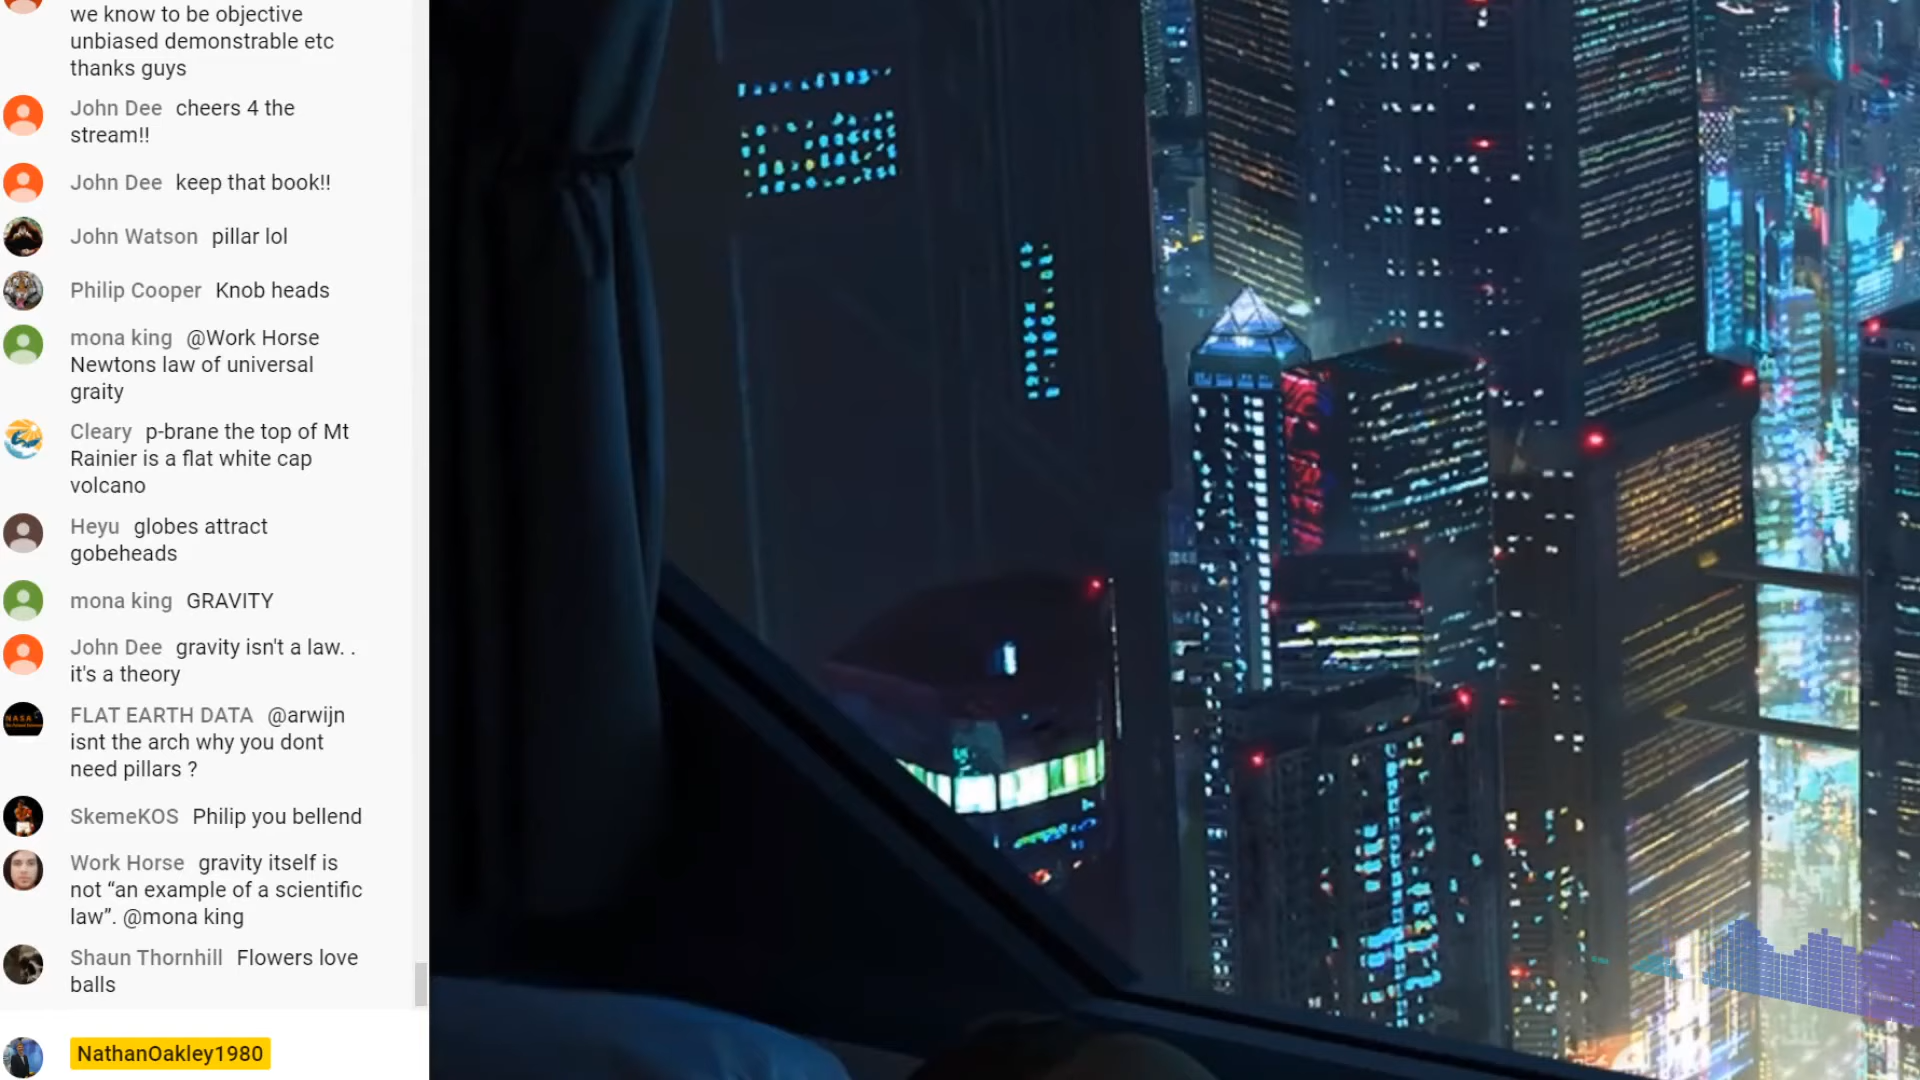 we know to be objective
unbiased demonstrable etc
thanks guys
John Dee cheers 4 the
stream!!
John Dee keep that book!!
John Watson pillar lol
Philip Cooper Knob heads
mona king @Work Horse
Newtons law of universal
graity
Cleary p-brane the top of Mt
Rainier is a flat white cap
volcano
Heyu globes attract
gobeheads
mona king GRAVITY
John Dee gravity isn't a law. .
it's a theory
FLAT EARTH DATA @arwijn
isnt the arch why you dont
need pillars ?
SkemeKOS Philip you bellend
Work Horse gravity itself is
not “an example of a scientific
law”. @mona king
Shaun Thornhill Flowers love
balls
NathanOakley1980